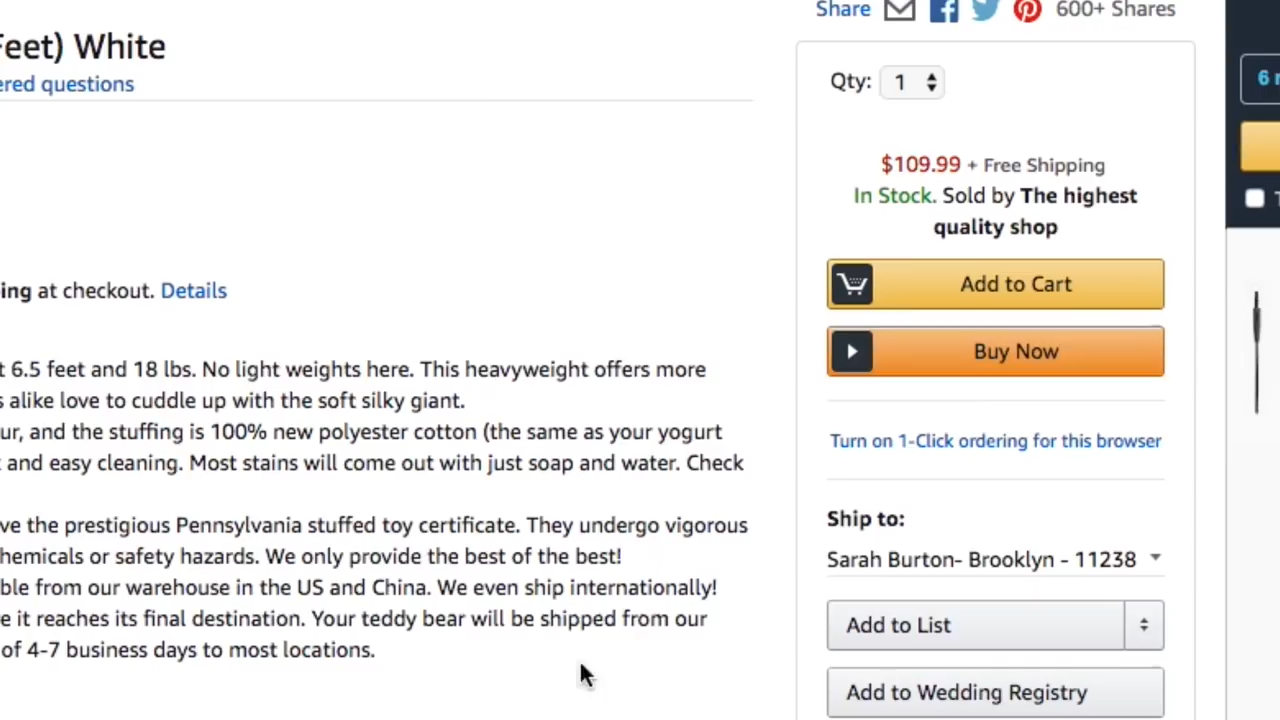 Share 600+ Shares
Feet) White
ered questions
Qty: 1
$109.99 + Free Shipping
In Stock. Sold by The highest
quality shop
Add to Cart
Buy Now
ing at checkout. Details
t 6.5 feet and 18 lbs. No light weights here. This heavyweight offers more
s alike love to cuddle up with the soft silky giant.
ur, and the stuffing is 100% new polyester cotton (the same as your yogurt
t and easy cleaning. Most stains will come out with just soap and water. Check
ve the prestigious Pennsylvania stuffed toy certificate. They undergo vigorous
hemicals or safety hazards. We only provide the best of the best!
ble from our warehouse in the US and China. We even ship internationally!
e it reaches its final destination. Your teddy bear will be shipped from our
of 4-7 business days to most locations.
Turn on 1-Click ordering for this browser
Ship to:
Sarah Burton- Brooklyn - 11238
Add to List
Add to Wedding Registry
6